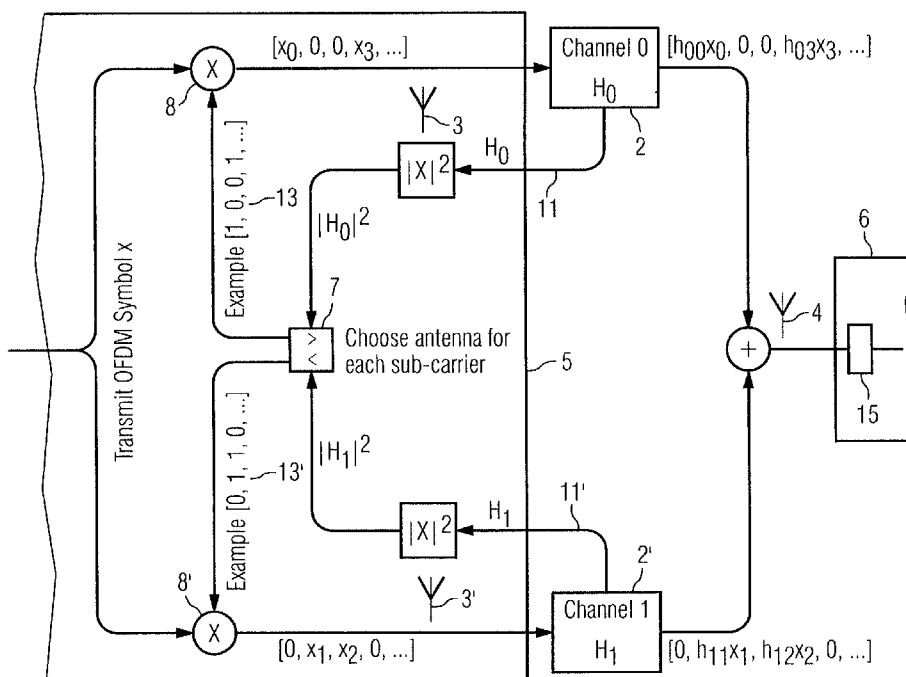 [x0, 0, 0, x3, ...]
Channel 0
H0
[h00x0, 0, 0, h03x3, ...]
X
8
3
2
H0
|X|²
11
6
Example [1, 0, 0, 1, ...]
13
|H0|²
Transmit OFDM Symbol x
7
>
<
Choose antenna for
each sub-carrier
5
4
+
15
Example [0, 1, 1, 0, ...]
13'
|H1|²
|X|²
H1
11'
2'
8'
X
3'
Channel 1
H1
[0, x1, x2, 0, ...]
[0, h11x1, h12x2, 0, ...]